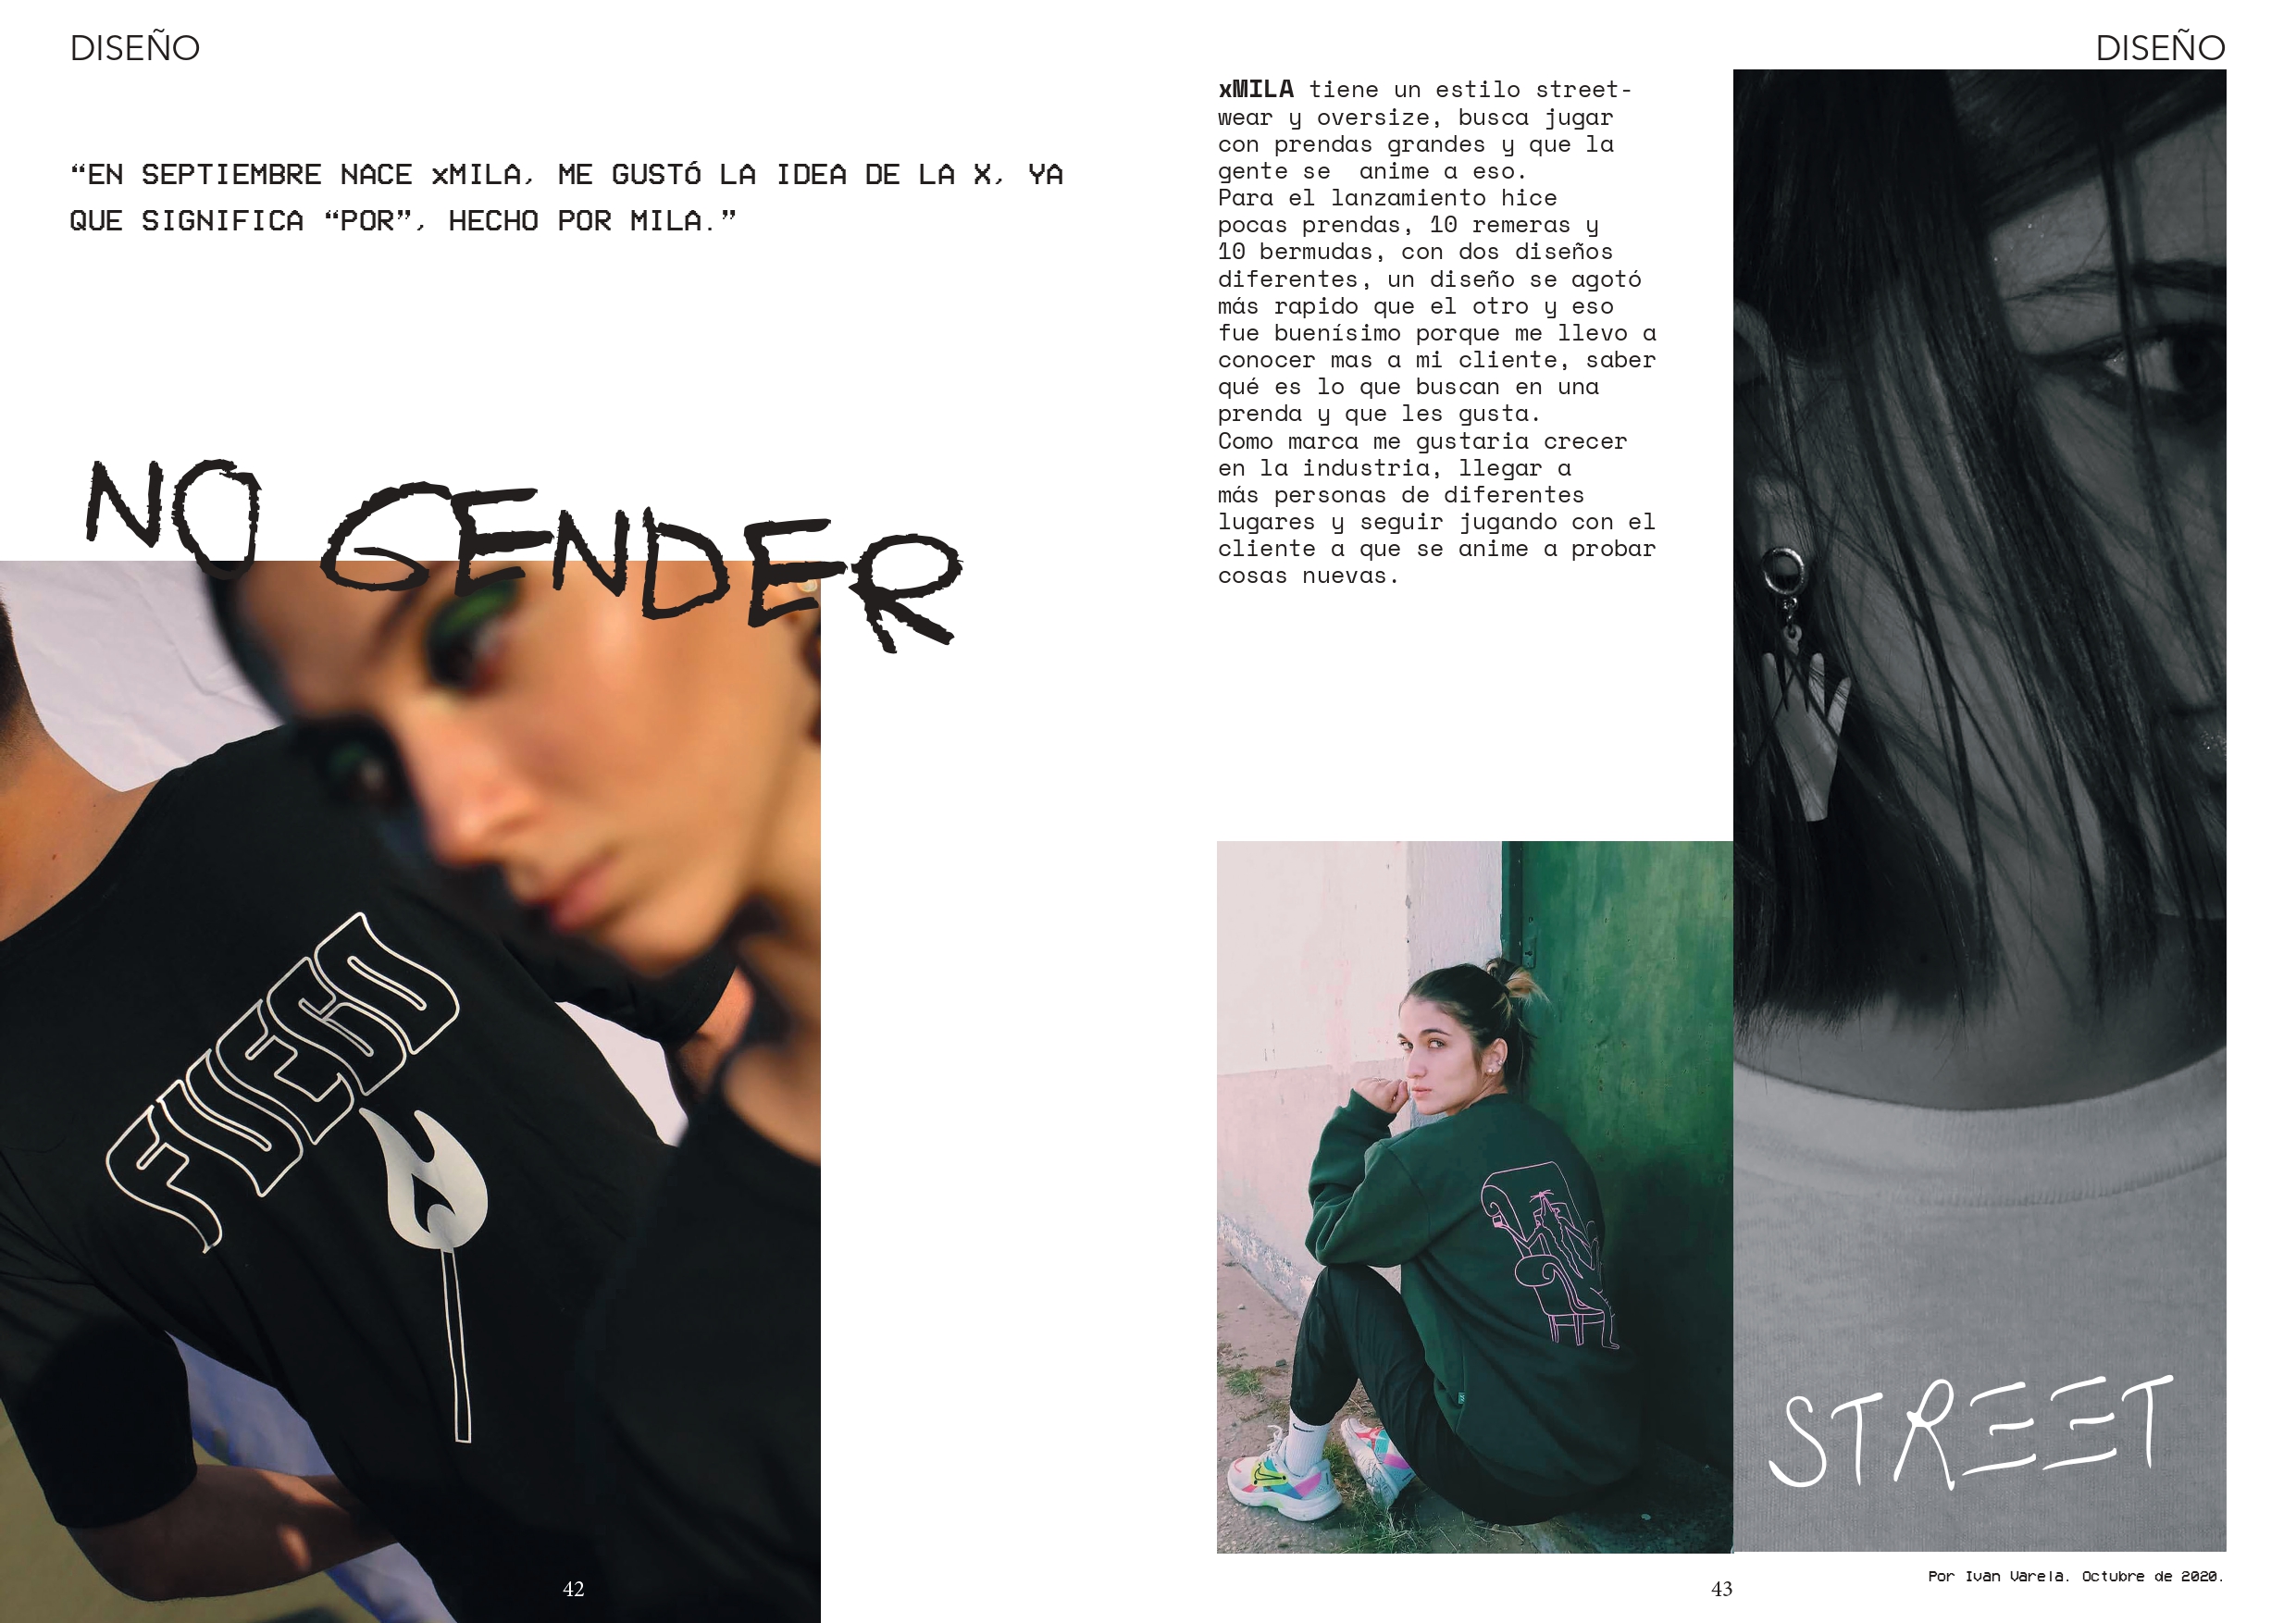 DISEÑO
“EN SEPTIEMBRE NACE xMILA, ME GUSTÓ LA IDEA DE LA X, YA
QUE SIGNIFICA “POR”, HECHO POR MILA.”
NO GENDER
FUEGO
42
DISEÑO
xMILA tiene un estilo street-
wear y oversize, busca jugar
con prendas grandes y que la
gente se  anime a eso.
Para el lanzamiento hice
pocas prendas, 10 remeras y
10 bermudas, con dos diseños
diferentes, un diseño se agotó
más rapido que el otro y eso
fue buenísimo porque me llevo a
conocer mas a mi cliente, saber
qué es lo que buscan en una
prenda y que les gusta.
Como marca me gustaria crecer
en la industria, llegar a
más personas de diferentes
lugares y seguir jugando con el
cliente a que se anime a probar
cosas nuevas.
STREET
43
Por Ivan Varela. Octubre de 2020.